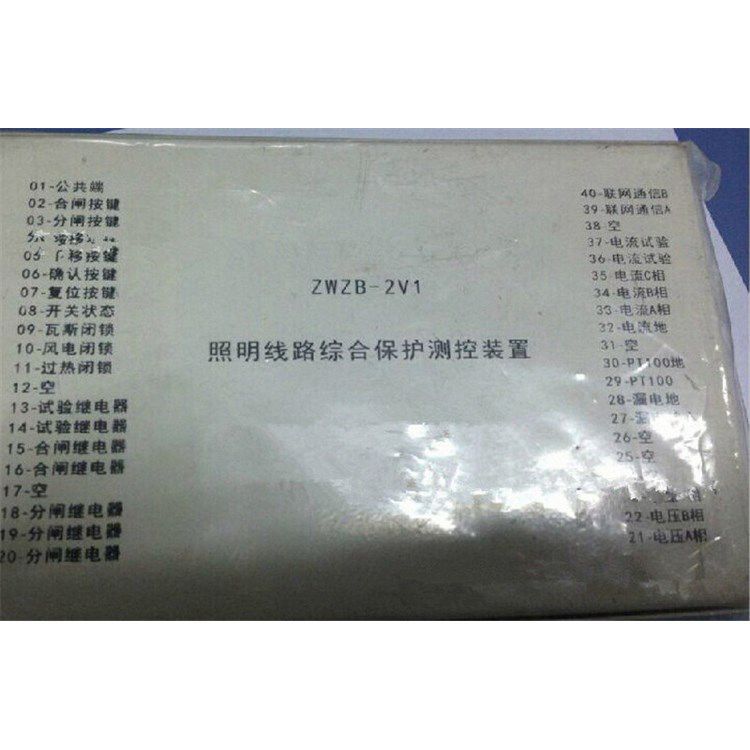 01-公共端
02-合闸按键
03-分闸按键
05-下移按键
06-确认按键
07-复位按键
08-开关状态
09-瓦斯闭锁
10-风电闭锁
11-过热闭锁
12-空
13-试验继电器
14-试验继电器
15-合闸继电器
16-合闸继电器
17-空
18-分闸继电器
19-分闸继电器
20-分闸继电器
ZWZB-2V1
照明线路综合保护测控装置
40-联网通信B
39-联网通信A
38-空
37-电流试验
36-电流试验
35-电流C相
34-电流B相
33-电流A相
32-电流地
31-空
30-PT100地
29-PT100
28-漏电地
27-漏
26-空
25-空
22-电压B相
21-电压A相